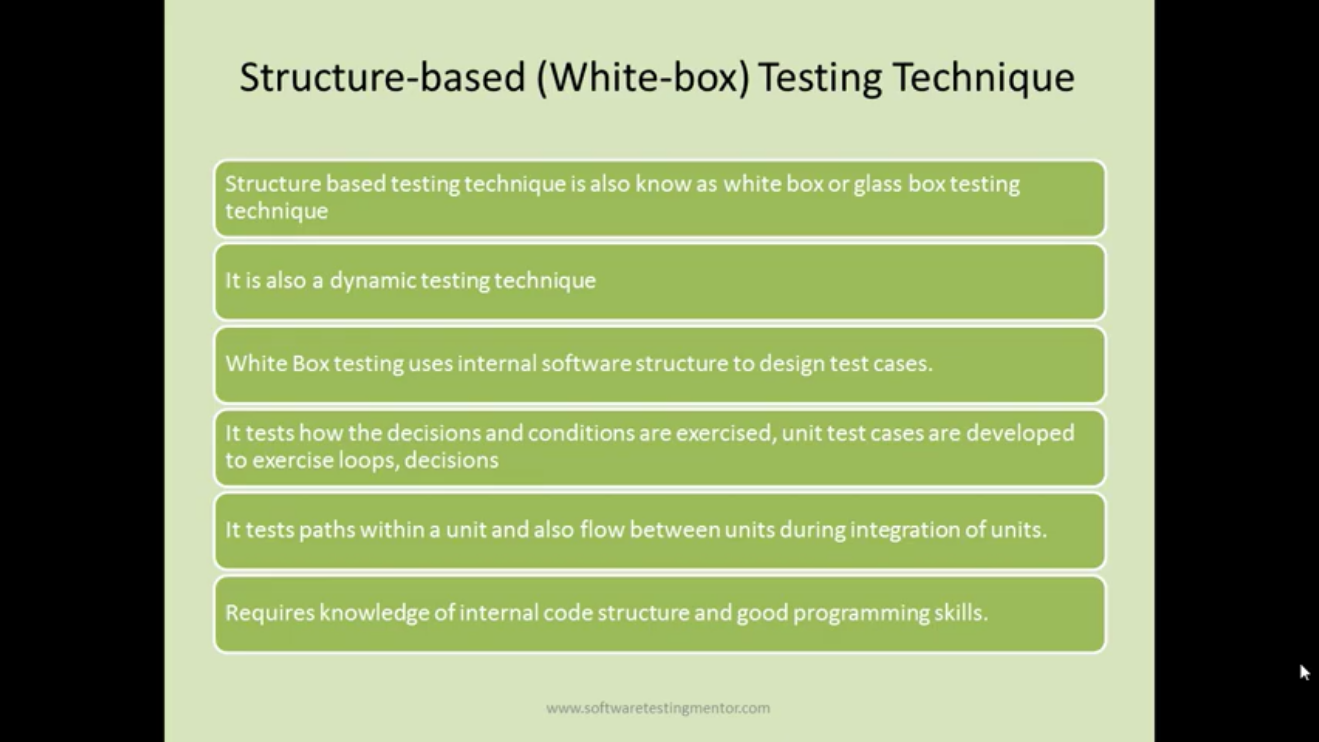 Structure-based (White-box) Testing Technique
Structure based testing technique is also know as white box or glass box testing
technique
It is also a dynamic testing technique
White Box testing uses internal software structure to design test cases.
It tests how the decisions and conditions are exercised, unit test cases are developed
to exercise loops, decisions
It tests paths within a unit and also flow between units during integration of units.
Requires knowledge of internal code structure and good programming skills.
www.softwaretestingmentor.com